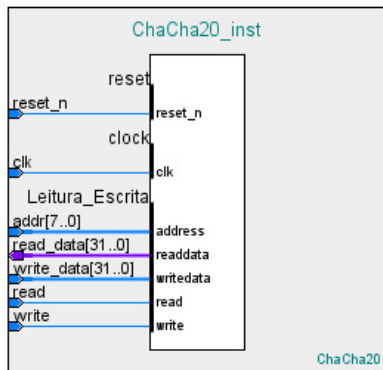 ChaCha20_inst
reset
reset_n
reset_n
clock
clk
clk
Leitura_Escrita
addr[7..0]
address
read_data[31..0]
readdata
write_data[31..0]
writedata
read
read
write
write
ChaCha20